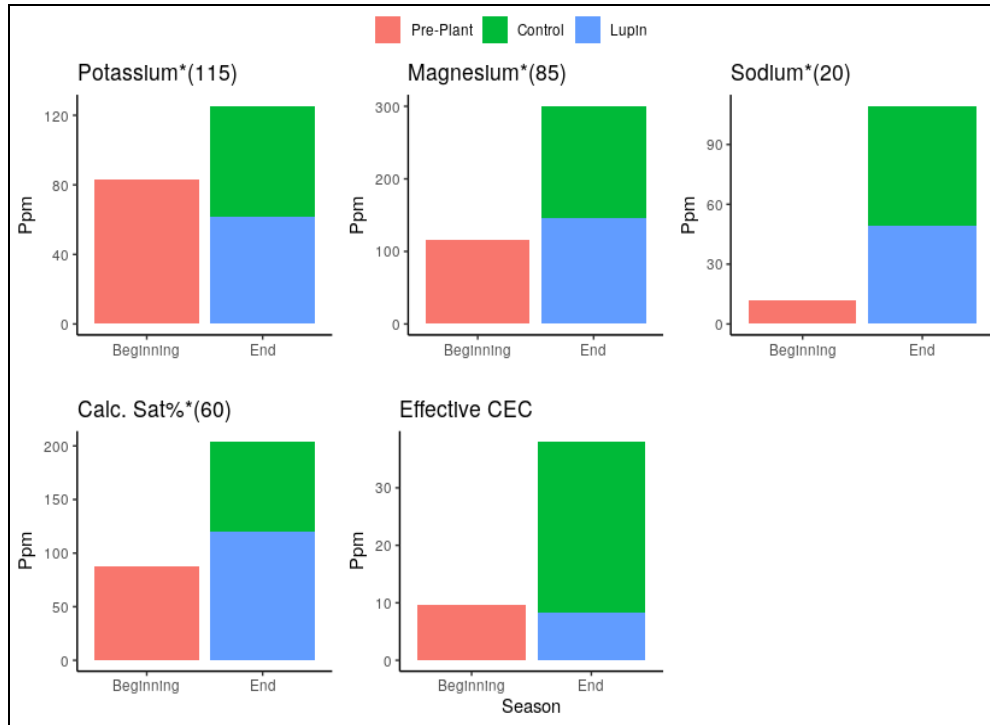 Pre-Plant Control Lupin
Potassium*(115)
Magnesium*(85)
Sodium*(20)
Ppm
120
80
40
0
Beginning End
Ppm
300
200
100
0
Beginning End
Ppm
90
60
30
0
Beginning End
Calc. Sat%*(60)
Effective CEC
Ppm
200
150
100
50
0
Beginning End
Ppm
30
20
10
0
Beginning End
Season